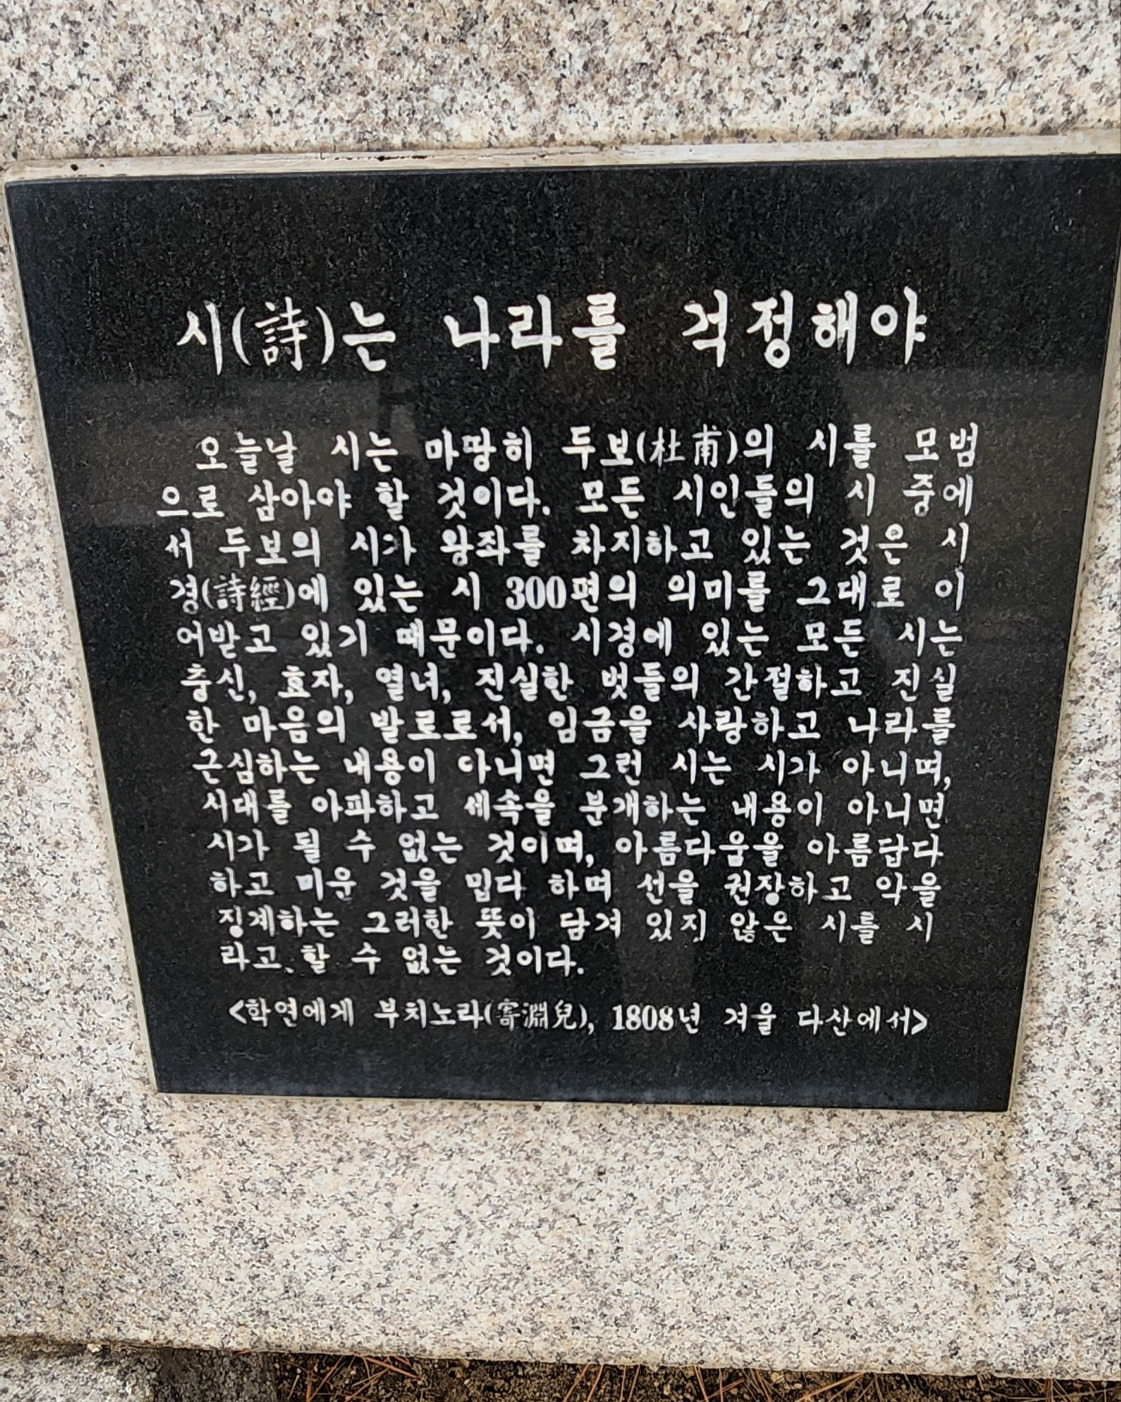 시(詩)는 나라를 걱정해야
오늘날 시는 마땅히 두보(杜甫)의 시를 모범
으로 삼아야 할 것이다. 모든 시인들의 시 중에
서 두보의 시가 왕좌를 차지하고 있는 것은 시
경(詩經)에 있는 시 300편의 의미를 그대로 이
어받고 있기 때문이다. 시경에 있는 모든 시는
충신, 효자, 열녀, 진실한 벗들의 간절하고 진실
한 마음의 발로로서, 임금을 사랑하고 나라를
근심하는 내용이 아니면 그런 시는 시가 아니며,
시대를 아파하고 세속을 분개하는 내용이 아니면
시가 될 수 없는 것이며, 아름다움을 아름답다
하고 미운 것을 밉다 하며 선을 권장하고 악을
징계하는 그러한 뜻이 담겨 있지 않은 시를 시
라고 할 수 없는 것이다.
<학연에게 부치노라(寄淵兒), 1808년 겨울 다산에서>